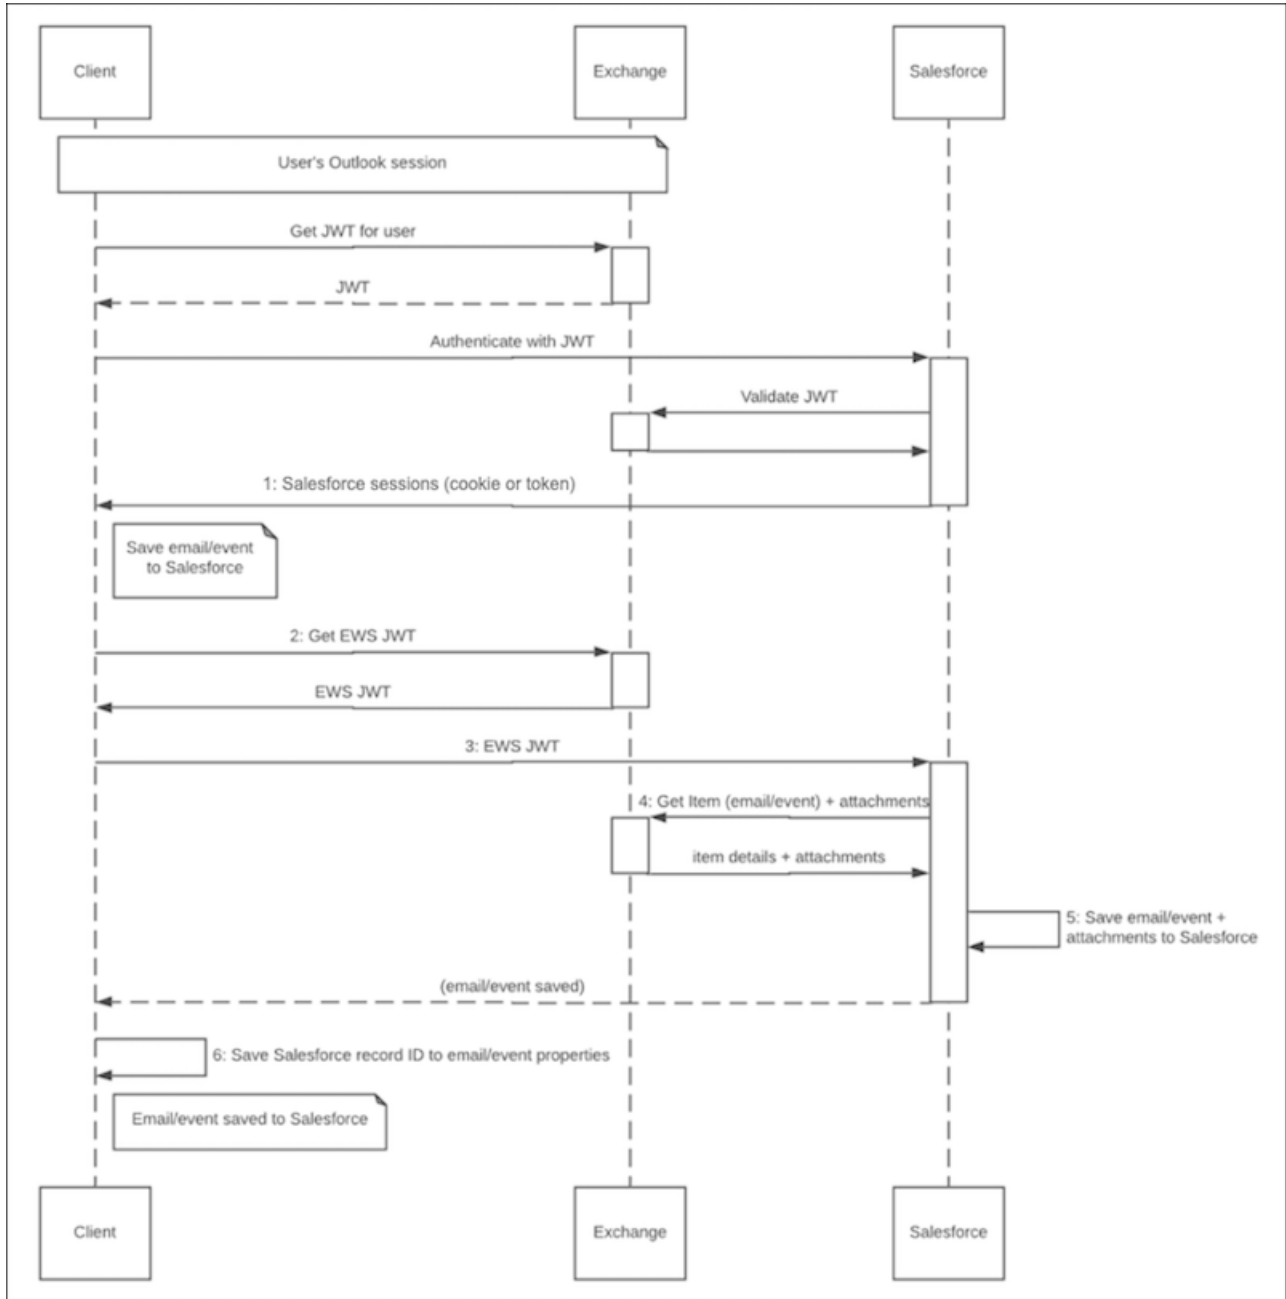 Client
Exchange
Salesforce
User's Outlook session
Get JWT for user
JWT
Authenticate with JWT
Validate JWT
1: Salesforce sessions (cookie or token)
Save email/event
to Salesforce
2: Get EWS JWT
EWS JWT
3: EWS JWT
4: Get Item (email/event) + attachments
item details + attachments
5: Save email/event +
attachments to Salesforce
(email/event saved)
6: Save Salesforce record ID to email/event properties
Email/event saved to Salesforce
Client
Exchange
Salesforce